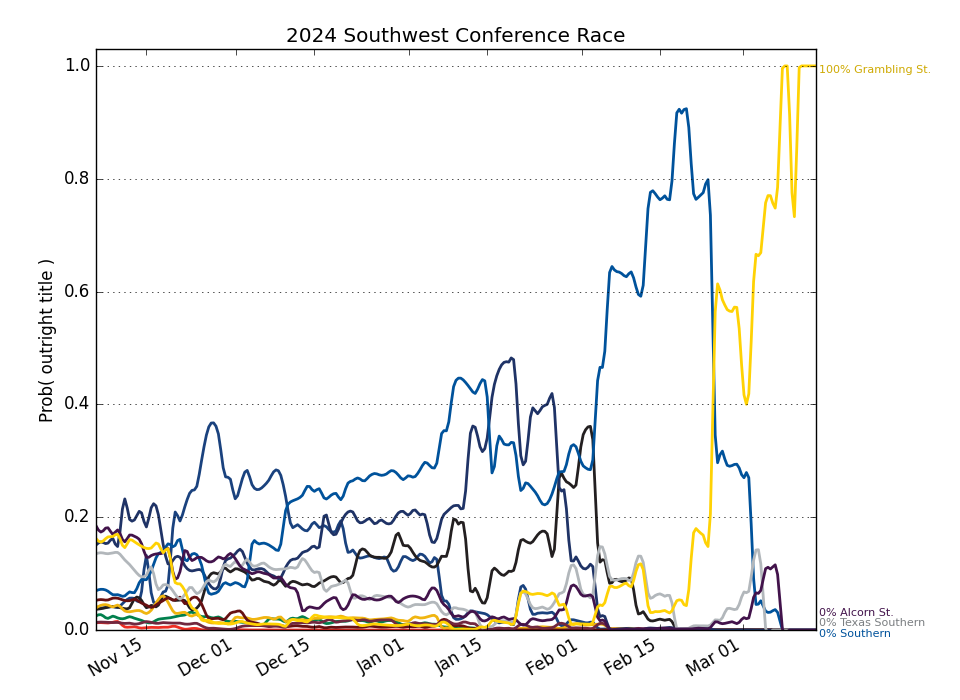 2024 Southwest Conference Race
Prob( outright title )
1.0
0.8
0.6
0.4
0.2
0.0
Nov 15
Dec 01
Dec 15
Jan 01
Jan 15
Feb 01
Feb 15
Mar 01
100% Grambling St.
0% Alcorn St.
0% Texas Southern
0% Southern